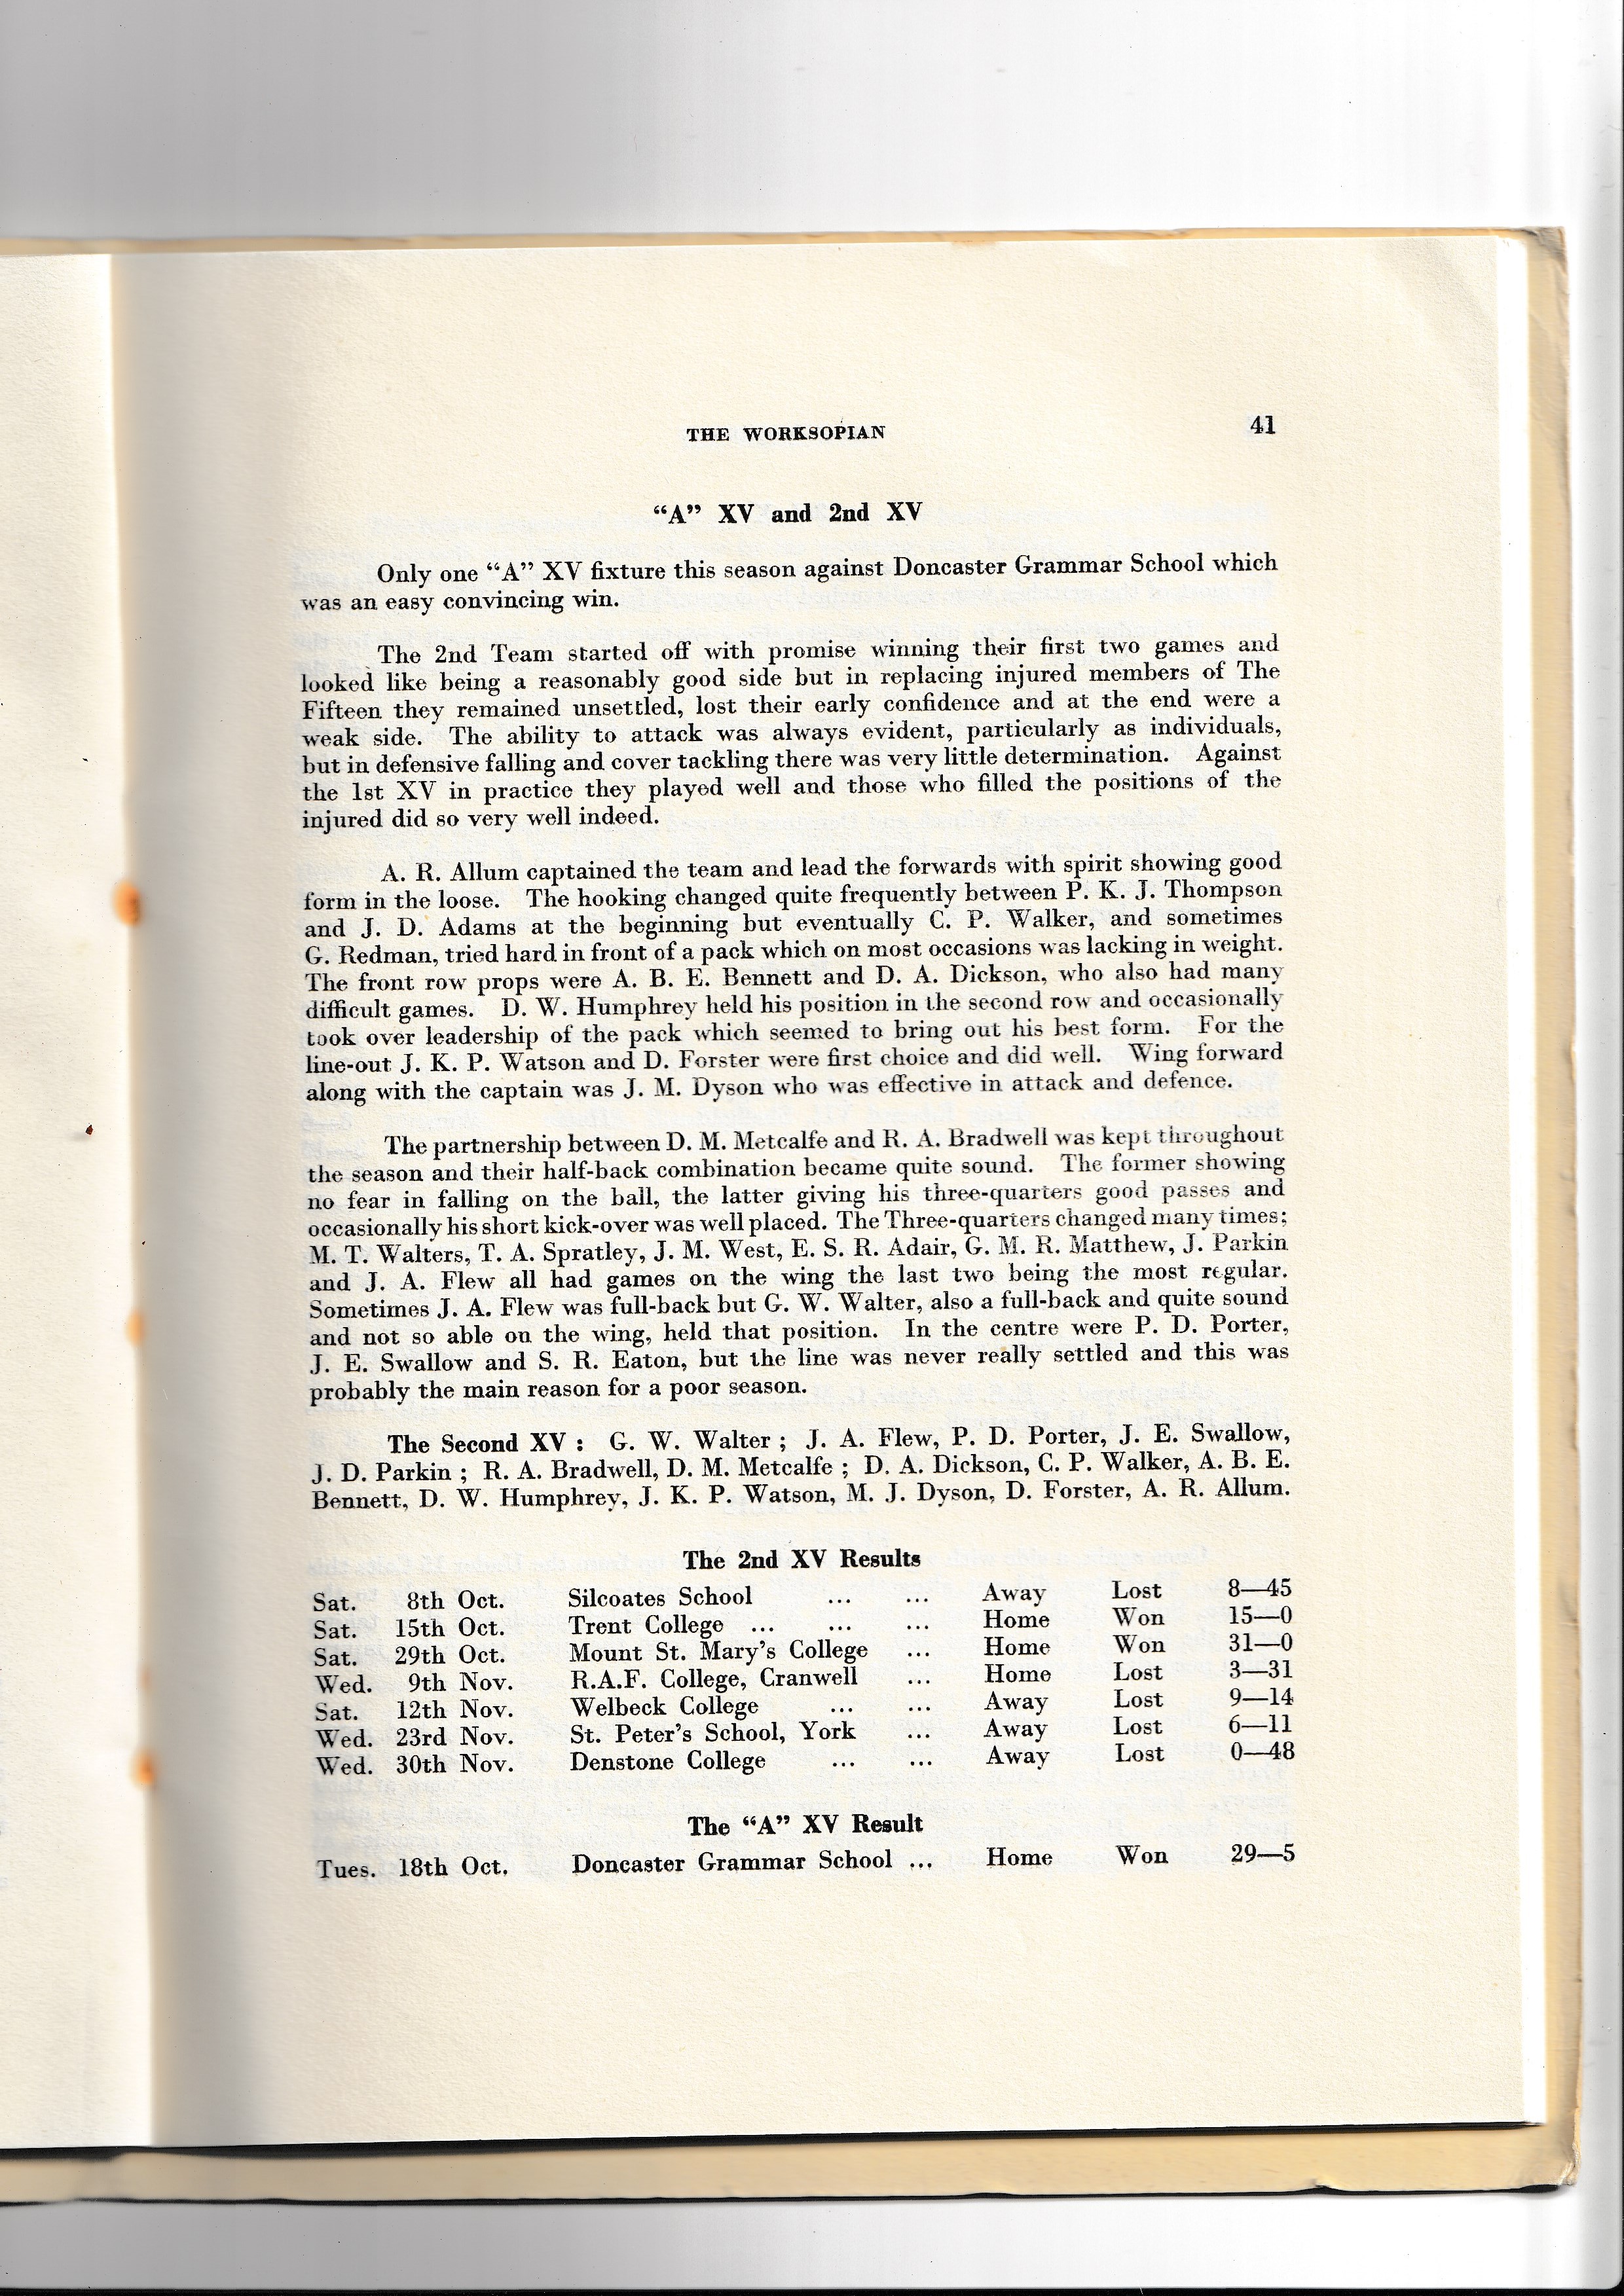 THE WORKSOPIAN 41
“A” XV and 2nd XV
Only one “A” XV fixture this season against Doncaster Grammar School which
was an easy convincing win.
The 2nd Team started off with promise winning their first two games and
looked like being a reasonably good side but in replacing injured members of The
Fifteen they remained unsettled, lost their early confidence and at the end were a
weak side. The ability to attack was always evident, particularly as individuals,
but in defensive falling and cover tackling there was very little determination. Against
the 1st XV in practice they played well and those who filled the positions of the
injured did so very well indeed.
A. R. Allum captained the team and lead the forwards with spirit showing good
form in the loose. The hooking changed quite frequently between P. K. J. Thompson
and J. D. Adams at the beginning but eventually C. P. Walker, and sometimes
G. Redman, tried hard in front of a pack which on most occasions was lacking in weight.
The front row props were A. B. E. Bennett and D. A. Dickson, who also had many
difficult games. D. W. Humphrey held his position in the second row and occasionally
took over leadership of the pack which seemed to bring out his best form. For the
line-out J. K. P. Watson and D. Forster were first choice and did well. Wing forward
along with the captain was J. M. Dyson who was effective in attack and defence.
The partnership between D. M. Metcalfe and R. A. Bradwell was kept throughout
the season and their half-back combination became quite sound. The former showing
no fear in falling on the ball, the latter giving his three-quarters good passes and
occasionally his short kick-over was well placed. The Three-quarters changed many times;
M. T. Walters, T. A. Spratley, J. M. West, E. S. R. Adair, G. M. R. Matthew, J. Parkin
and J. A. Flew all had games on the wing the last two being the most regular.
Sometimes J. A. Flew was full-back but G. W. Walter, also a full-back and quite sound
and not so able on the wing, held that position. In the centre were P. D. Porter,
J. E. Swallow and S. R. Eaton, but the line was never really settled and this was
probably the main reason for a poor season.
The Second XV : G. W. Walter ; J. A. Flew, P. D. Porter, J. E. Swallow,
J. D. Parkin ; R. A. Bradwell, D. M. Metcalfe ; D. A. Dickson, C. P. Walker, A. B. E.
Bennett, D. W. Humphrey, J. K. P. Watson, M. J. Dyson, D. Forster, A. R. Allum.
The 2nd XV Results
Sat. 8th Oct. Silcoates School ... ... Away Lost 8—45
Sat. 15th Oct. Trent College ... ... ... Home Won 15—0
Sat. 29th Oct. Mount St. Mary’s College ... Home Won 31—0
Wed. 9th Nov. R.A.F. College, Cranwell ... Home Lost 3—31
Sat. 12th Nov. Welbeck College ... ... Away Lost 9—14
Wed. 23rd Nov. St. Peter’s School, York ... Away Lost 6—11
Wed. 30th Nov. Denstone College ... ... Away Lost 0—48
The “A” XV Result
Tues. 18th Oct. Doncaster Grammar School ... Home Won 29—5